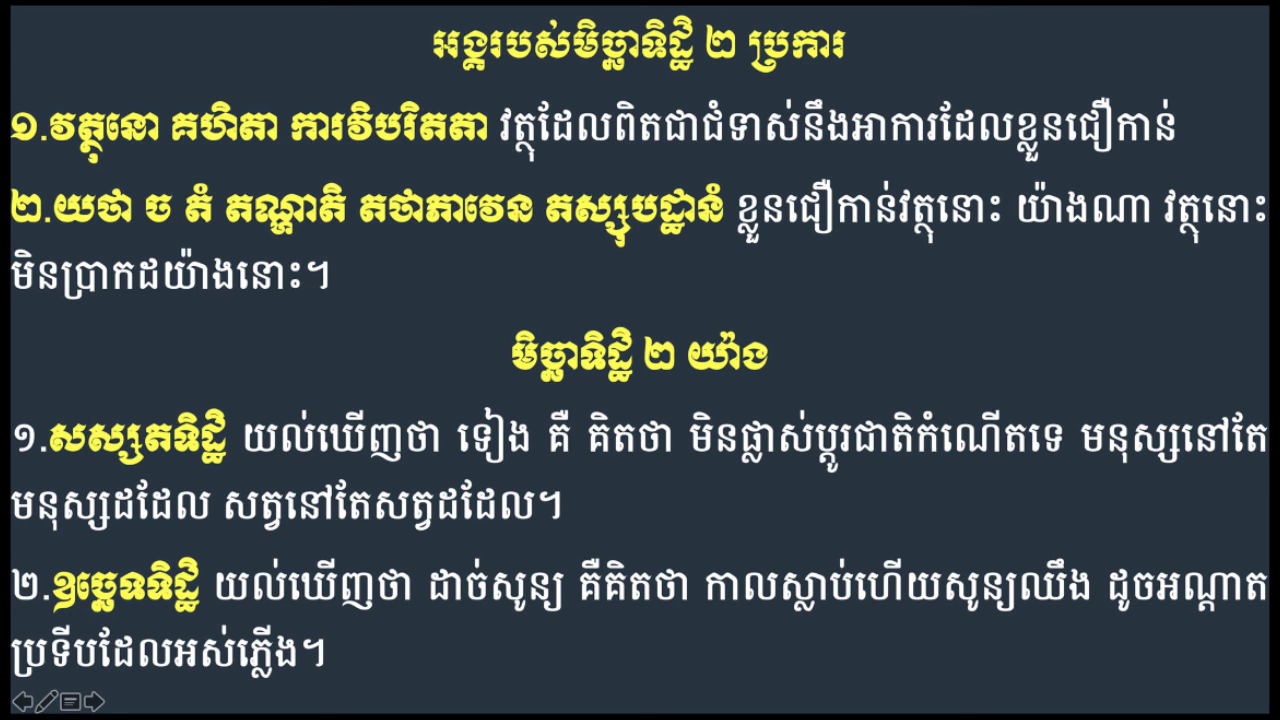 អង្គរបស់មិច្ឆាទិដ្ឋិ ២ ប្រការ
១.វត្ថុនោ គហិតា ការវិបរិតតា វត្ថុដែលពិតជាជំទាស់នឹងអាការដែលខ្លួនជឿកាន់
២.យថា ច តំ តណ្ហាតិ តថាភាវេន តស្សុបដ្ឋានំ ខ្លួនជឿកាន់វត្ថុនោះ យ៉ាងណា វត្ថុនោះ
មិនប្រាកដយ៉ាងនោះ។
មិច្ឆាទិដ្ឋិ ២ យ៉ាង
១.សស្សតទិដ្ឋិ យល់ឃើញថា ទៀង គឺ គិតថា មិនផ្លាស់ប្ដូរជាតិកំណើតទេ មនុស្សនៅតែ
មនុស្សដដែល សត្វនៅតែសត្វដដែល។
២.ឧច្ឆេទទិដ្ឋិ យល់ឃើញថា ដាច់សូន្យ គឺគិតថា កាលស្លាប់ហើយសូន្យឈឹង ដូចអណ្ដាត
ប្រទីបដែលអស់ភ្លើង។